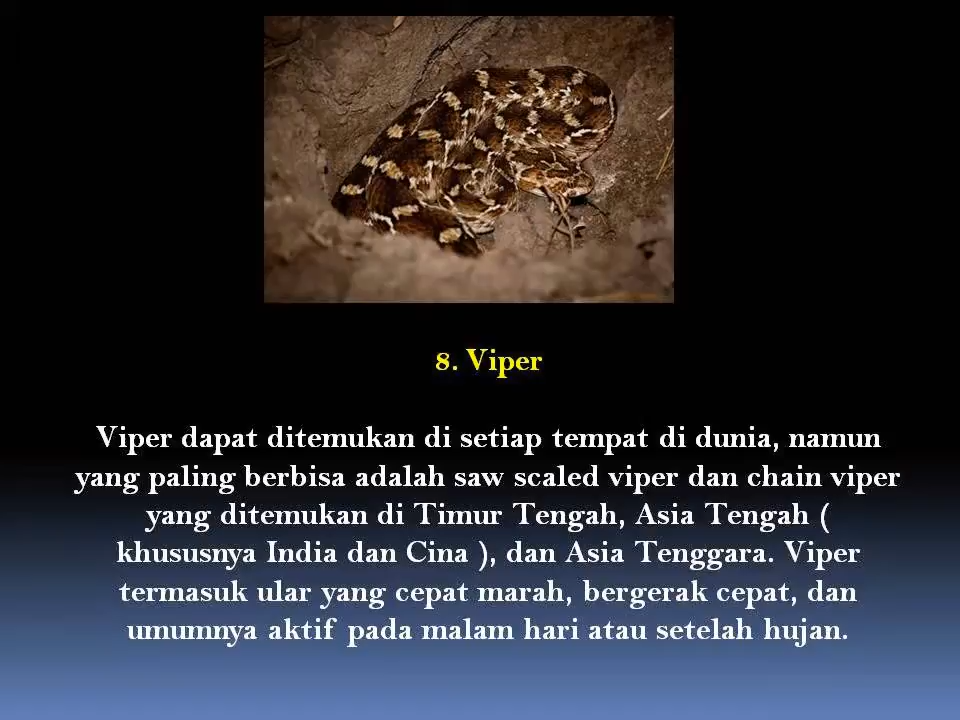 8. Viper
Viper dapat ditemukan di setiap tempat di dunia, namun
yang paling berbisa adalah saw scaled viper dan chain viper
yang ditemukan di Timur Tengah, Asia Tengah (
khususnya India dan Cina ), dan Asia Tenggara. Viper
termasuk ular yang cepat marah, bergerak cepat, dan
umumnya aktif pada malam hari atau setelah hujan.